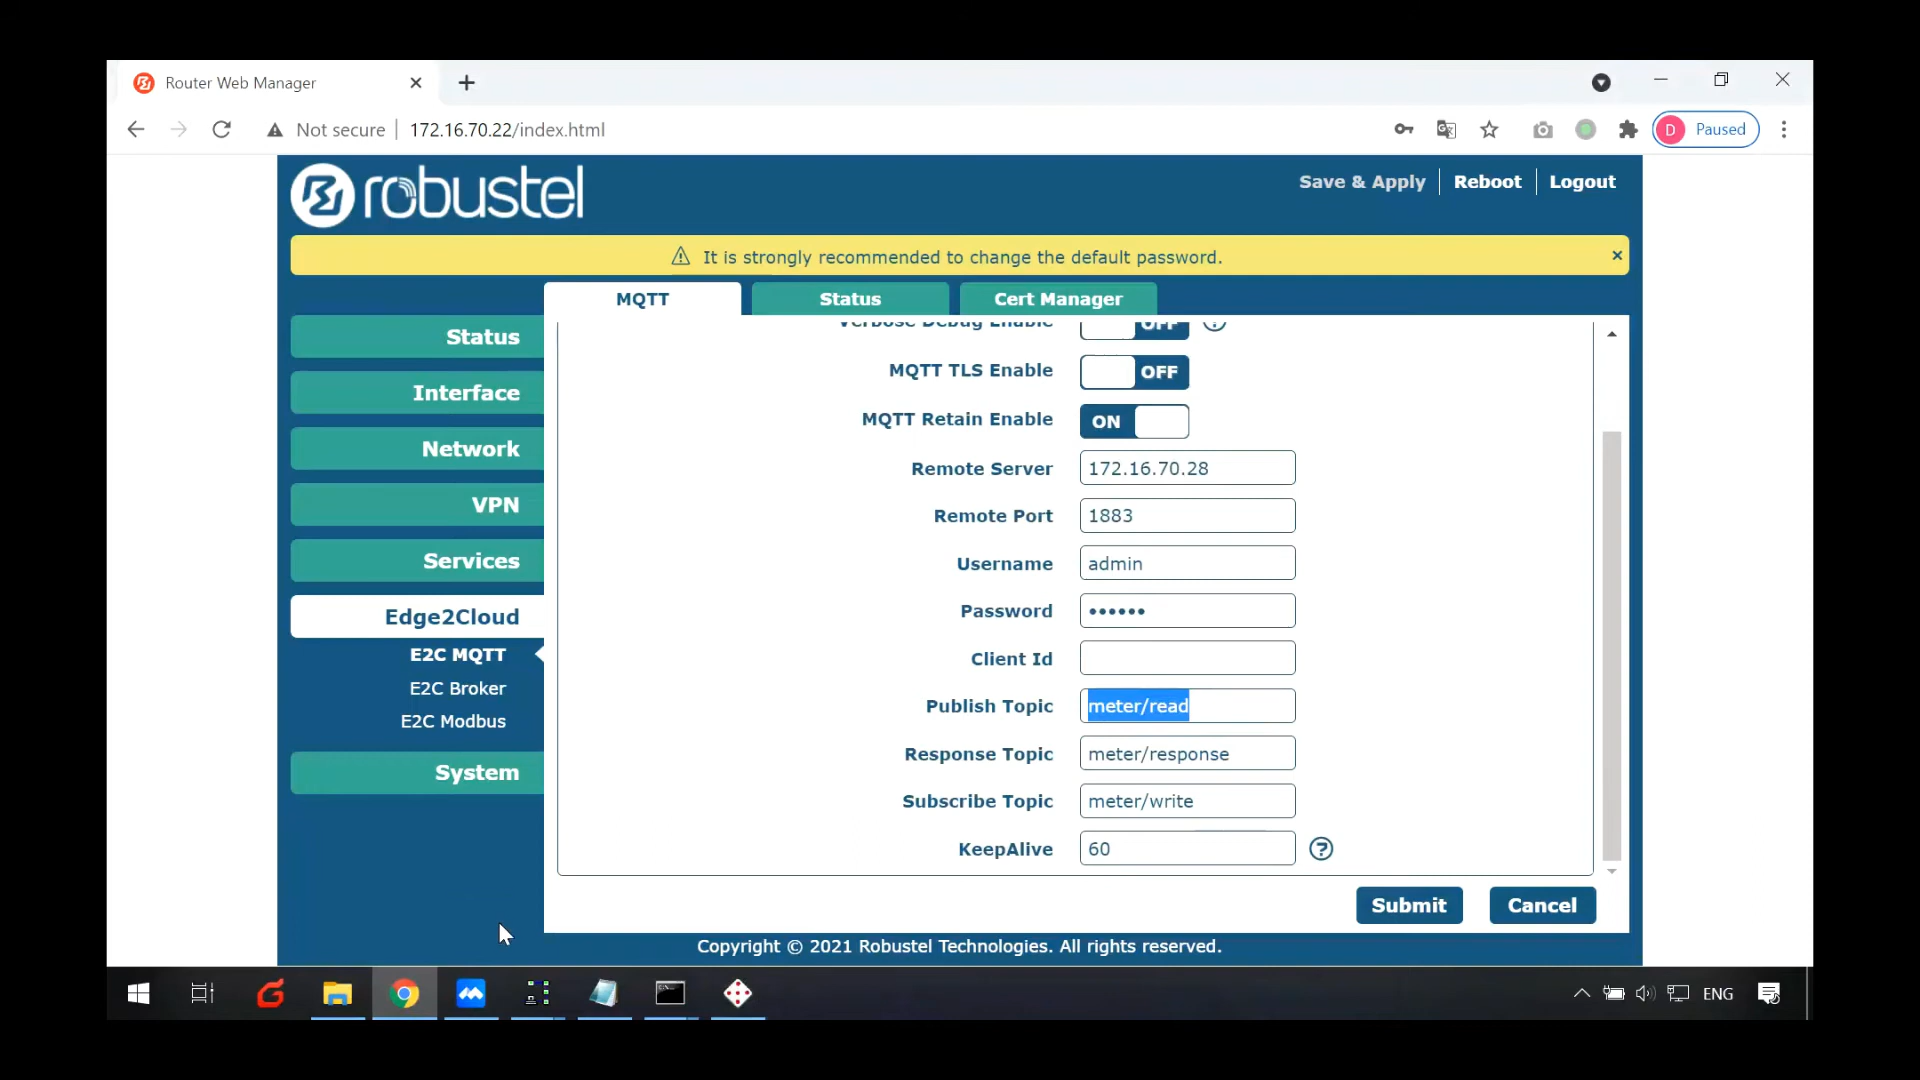 Router Web Manager
Not secure
172.16.70.22/index.html
D
Paused
robustel
Save & Apply
Reboot
Logout
It is strongly recommended to change the default password.
MQTT
Status
Cert Manager
Status
Interface
Network
VPN
Services
Edge2Cloud
E2C MQTT
E2C Broker
E2C Modbus
System
Verbose Debug Enable
OFF
MQTT TLS Enable
OFF
MQTT Retain Enable
ON
Remote Server
172.16.70.28
Remote Port
1883
Username
admin
Password
••••••
Client Id
Publish Topic
meter/read
Response Topic
meter/response
Subscribe Topic
meter/write
KeepAlive
60
Submit
Cancel
Copyright © 2021 Robustel Technologies. All rights reserved.
ENG